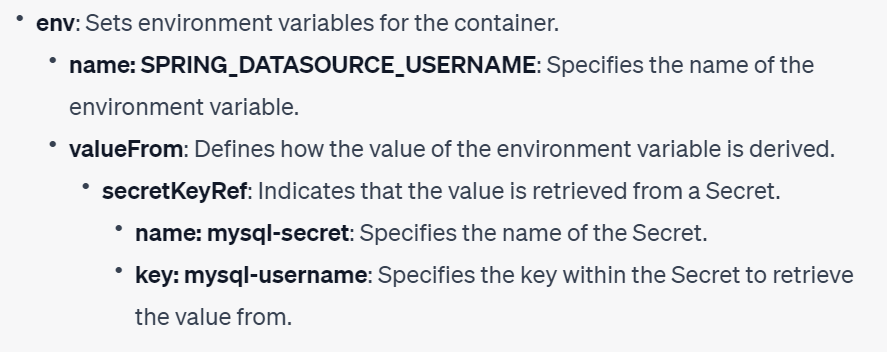 • env: Sets environment variables for the container.
• name: SPRING_DATASOURCE_USERNAME: Specifies the name of the
environment variable.
• valueFrom: Defines how the value of the environment variable is derived.
• secretKeyRef: Indicates that the value is retrieved from a Secret.
• name: mysql-secret: Specifies the name of the Secret.
• key: mysql-username: Specifies the key within the Secret to retrieve
the value from.